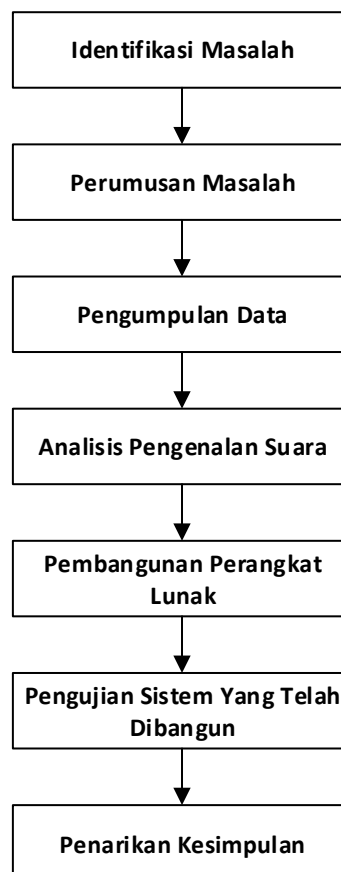 Identifikasi Masalah
Perumusan Masalah
Pengumpulan Data
Analisis Pengenalan Suara
Pembangunan Perangkat
Lunak
Pengujian Sistem Yang Telah
Dibangun
Penarikan Kesimpulan